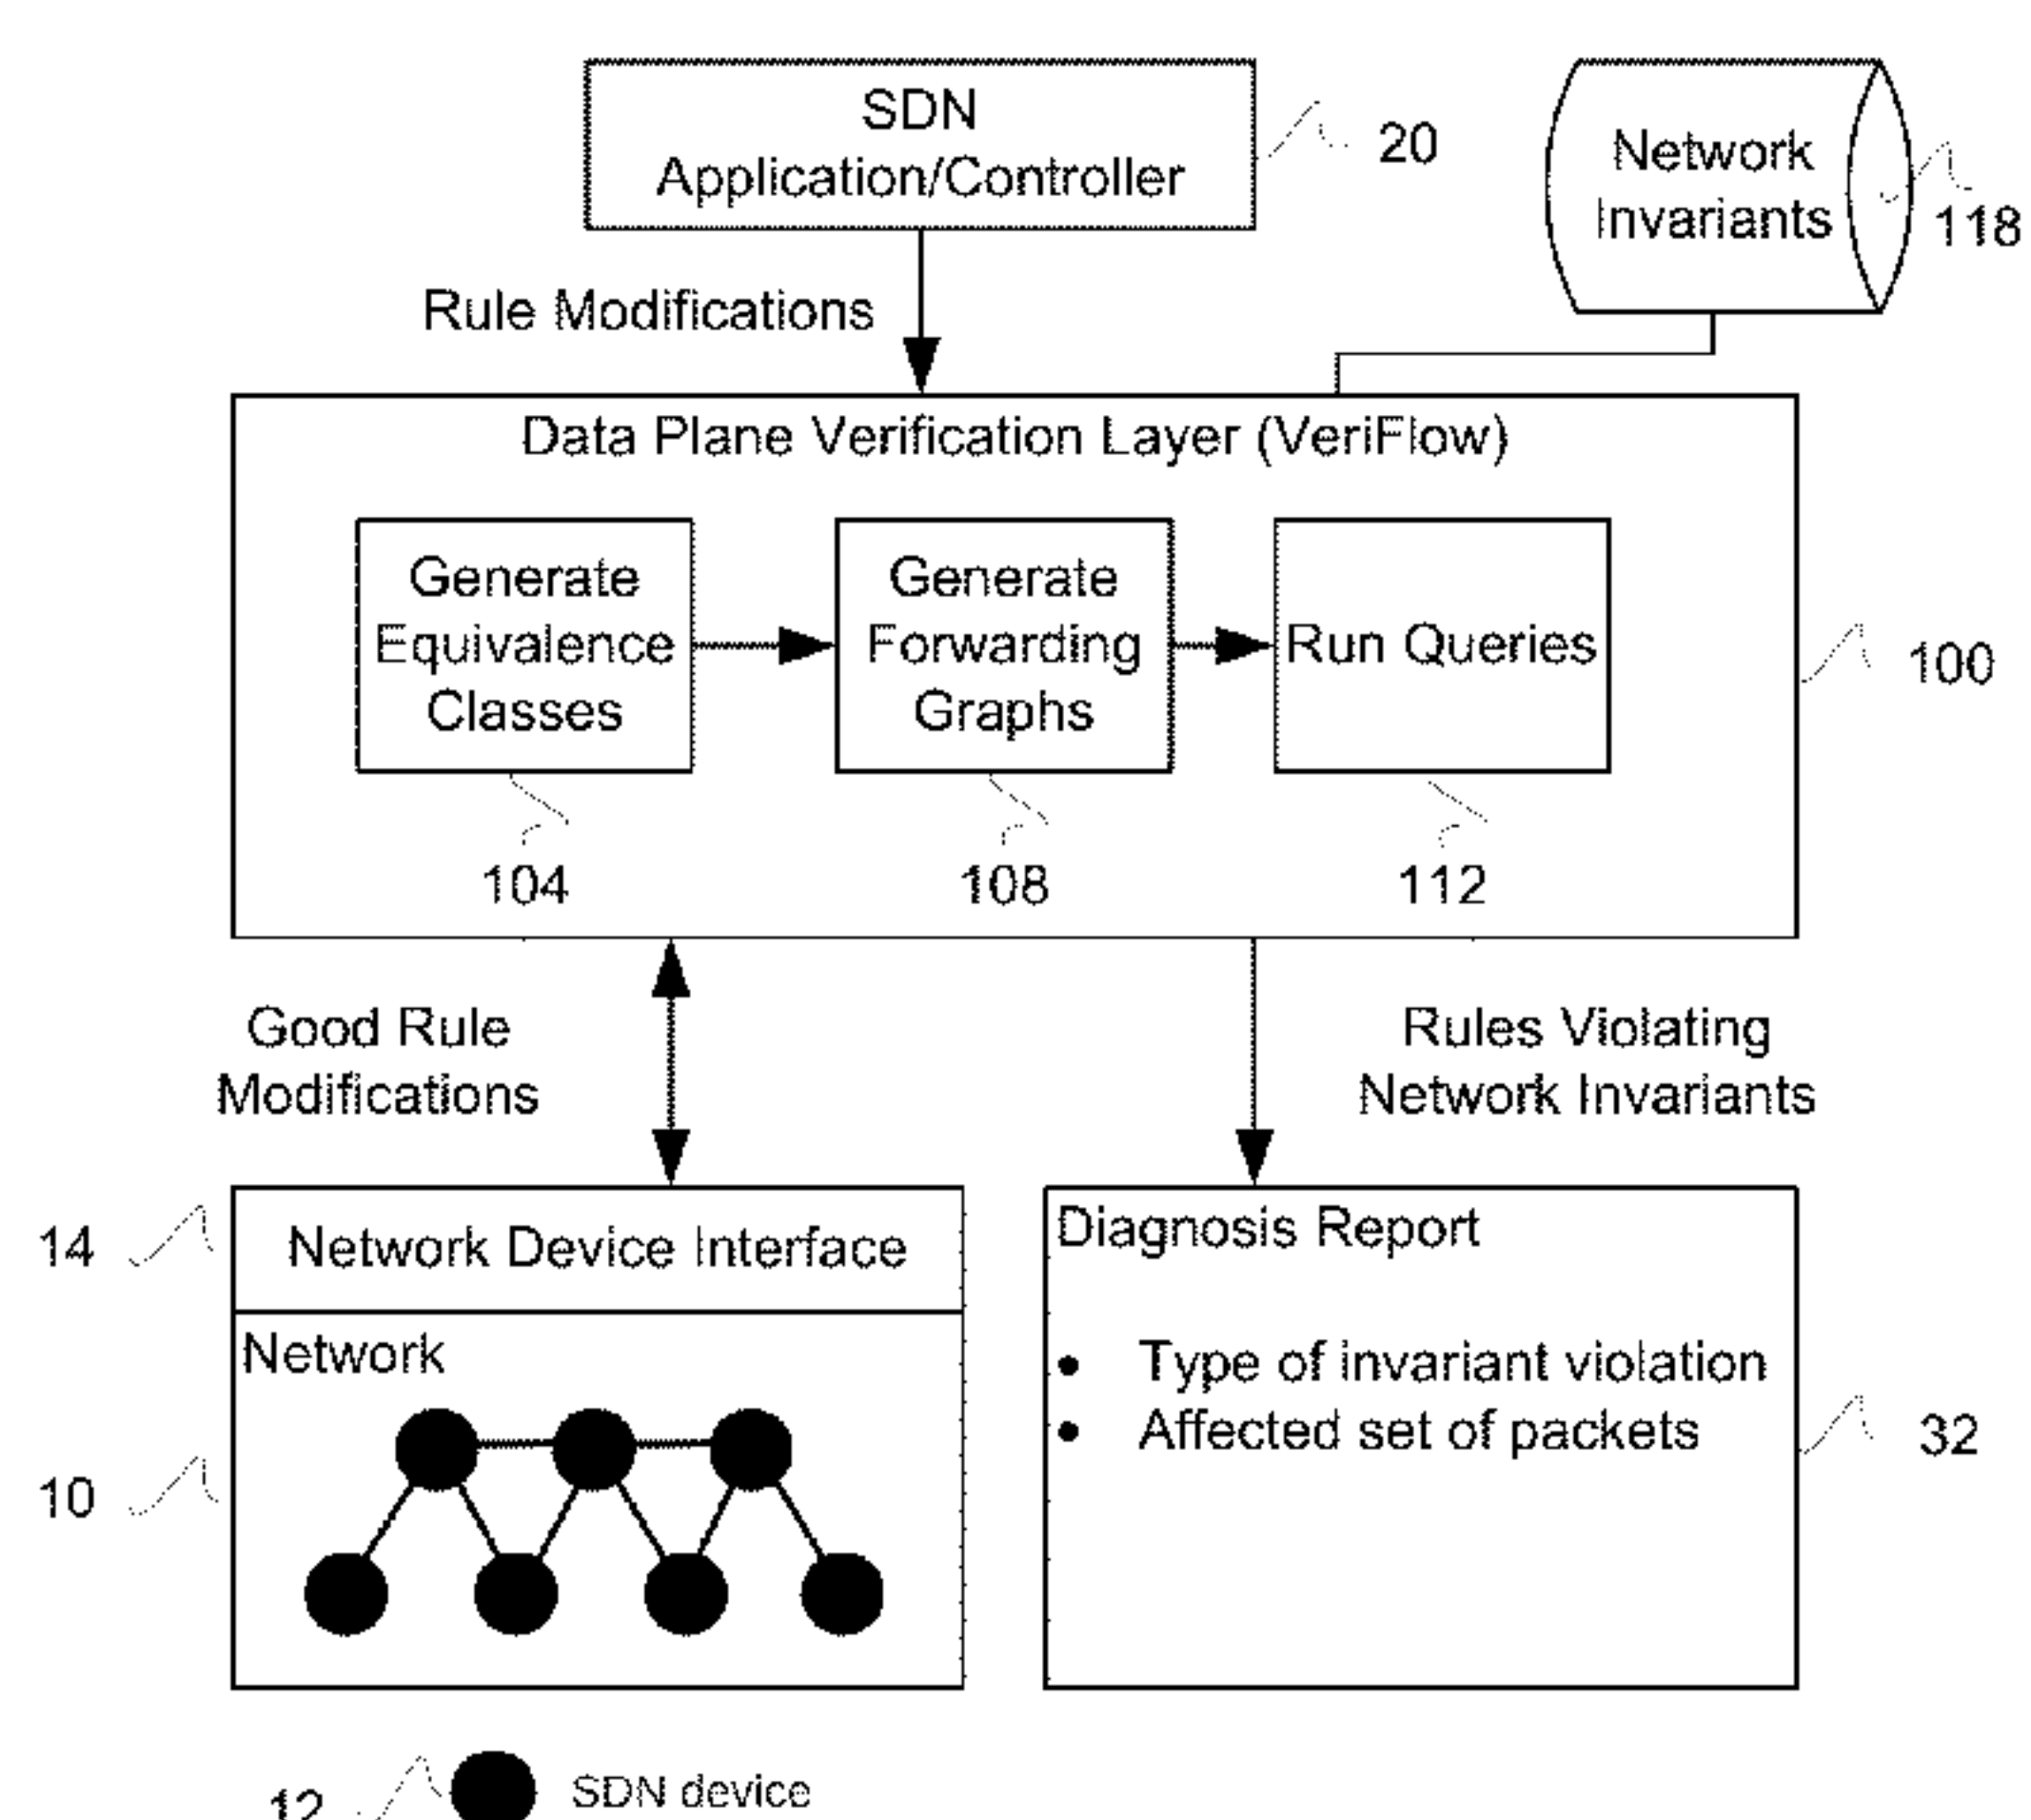 SDN
Application/Controller
20
Network
Invariants
118
Rule Modifications
Data Plane Verification Layer (VeriFlow)
Generate
Equivalence
Classes
Generate
Forwarding
Graphs
Run Queries
100
104
108
112
Good Rule
Modifications
Rules Violating
Network Invariants
14
Network Device Interface
Diagnosis Report
Network
• Type of invariant violation
• Affected set of packets
32
10
12
SDN device